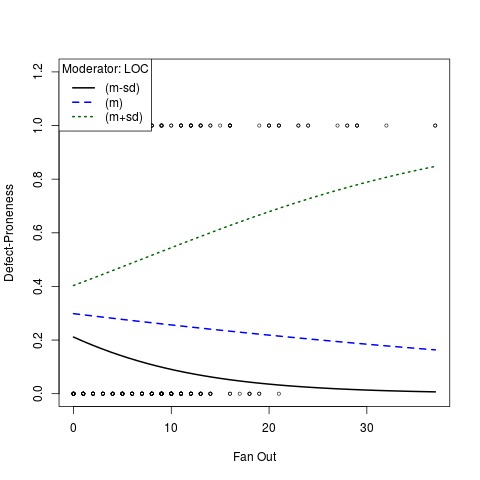 Moderator: LOC
(m-sd)
(m)
(m+sd)
1.2
1.0
0.8
0.6
0.4
0.2
0.0
Defect-Proneness
0 10 20 30
Fan Out